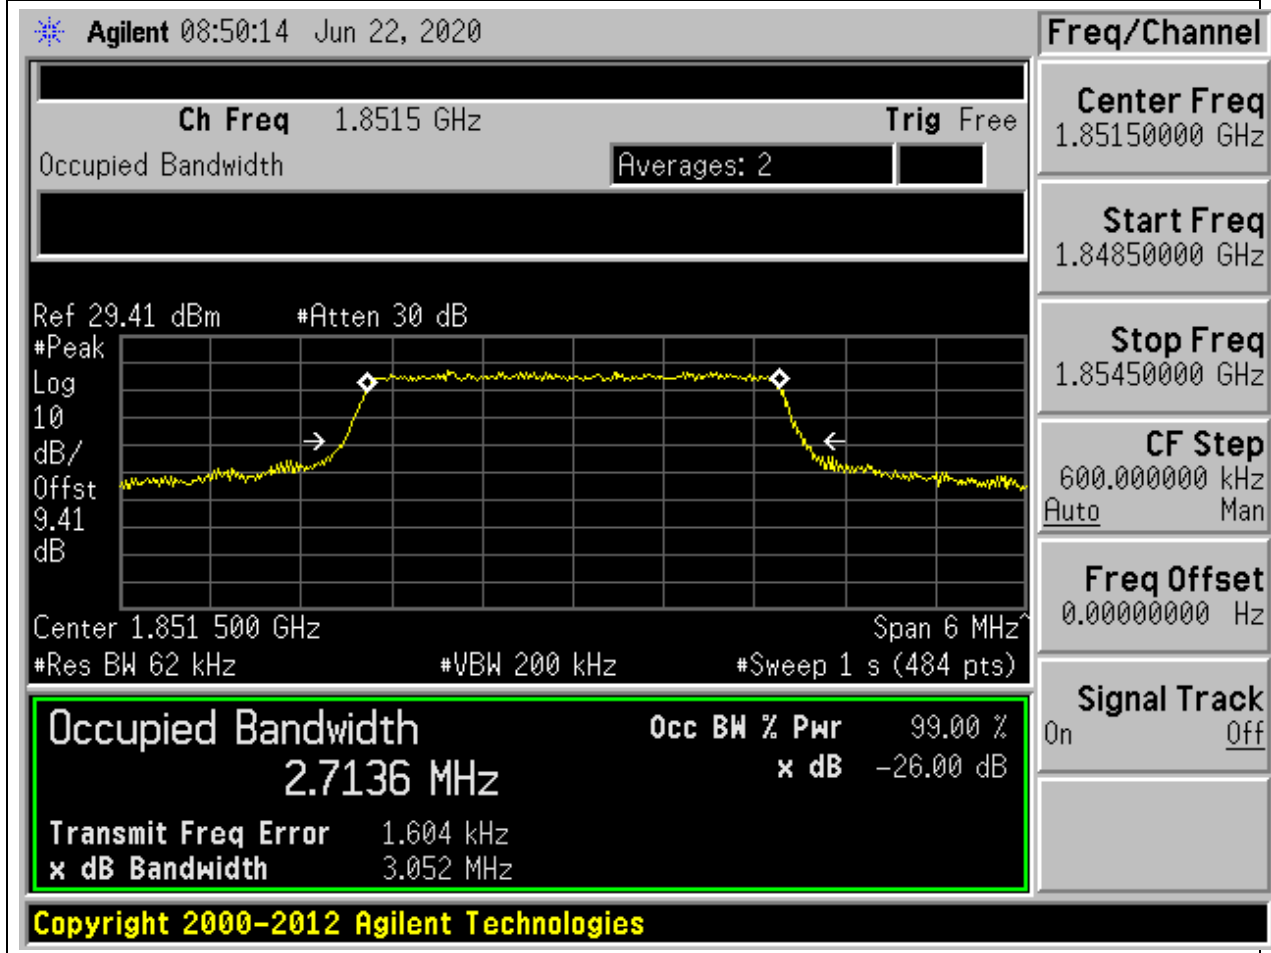 Agilent 08:50:14 Jun 22, 2020
Freq/Channel
Ch Freq 1.8515 GHz Trig Free
Occupied Bandwidth Averages: 2
Center Freq
1.85150000 GHz
Start Freq
1.84850000 GHz
Stop Freq
1.85450000 GHz
CF Step
600.000000 kHz
Auto Man
Freq Offset
0.00000000 Hz
Signal Track
On Off
Ref 29.41 dBm #Atten 30 dB
#Peak
Log
10
dB/
Offst
9.41
dB
Center 1.851 500 GHz Span 6 MHz^
#Res BW 62 kHz #VBW 200 kHz #Sweep 1 s (484 pts)
Occupied Bandwidth Occ BW % Pwr 99.00 %
2.7136 MHz x dB -26.00 dB
Transmit Freq Error 1.604 kHz
x dB Bandwidth 3.052 MHz
Copyright 2000-2012 Agilent Technologies